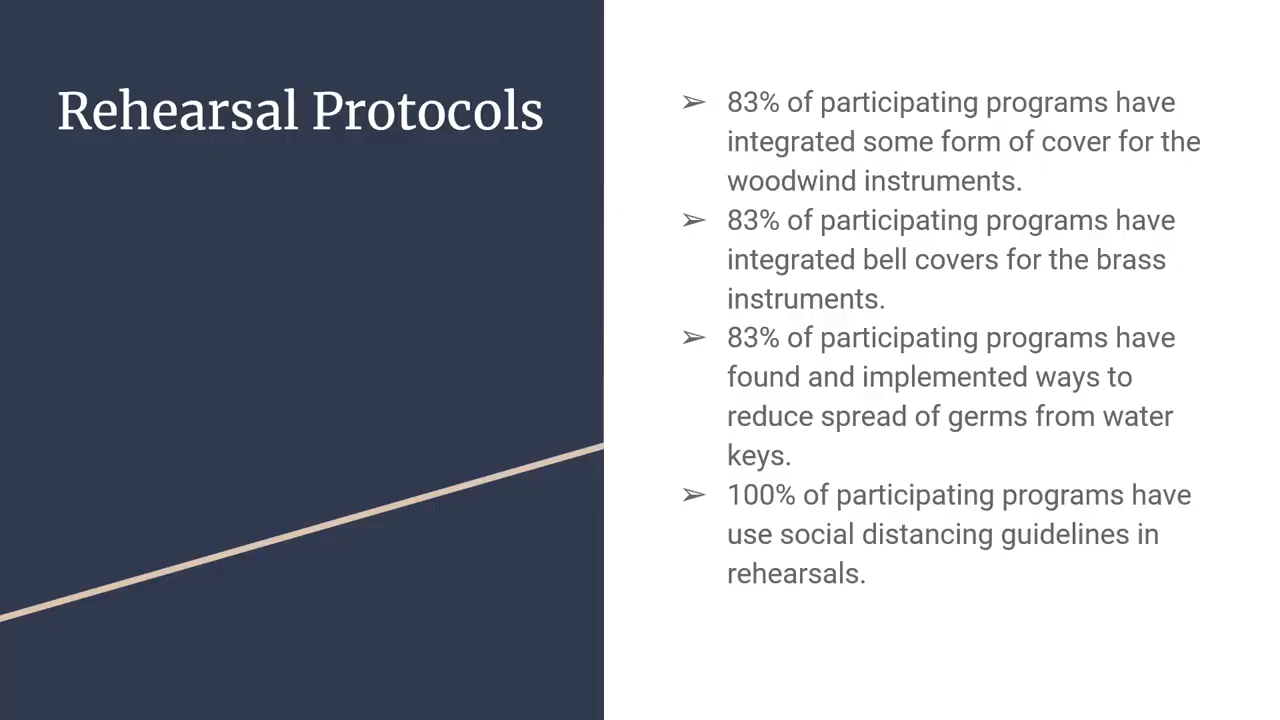 Rehearsal Protocols
➢ 83% of participating programs have
integrated some form of cover for the
woodwind instruments.
➢ 83% of participating programs have
integrated bell covers for the brass
instruments.
➢ 83% of participating programs have
found and implemented ways to
reduce spread of germs from water
keys.
➢ 100% of participating programs have
use social distancing guidelines in
rehearsals.